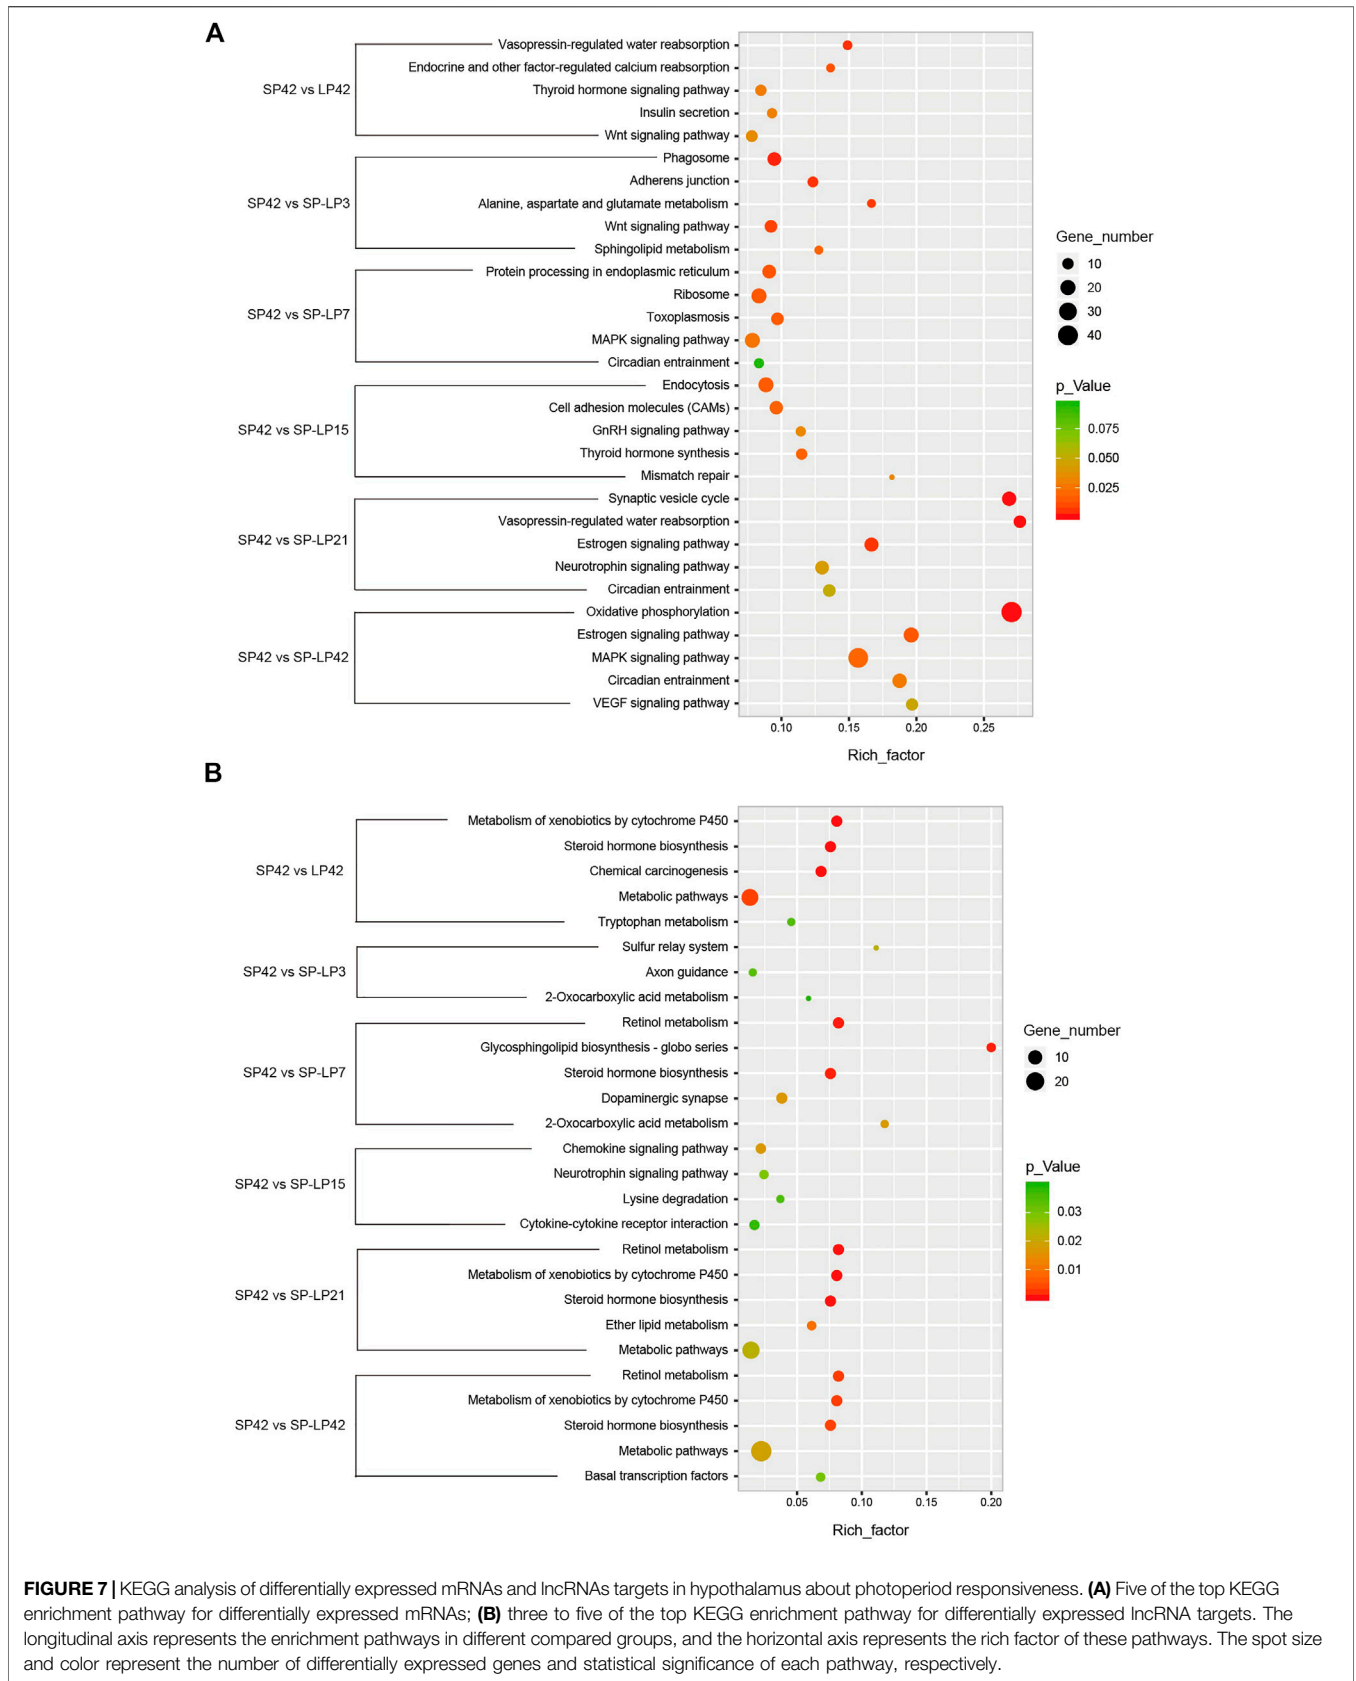 A
SP42 vs LP42
Vasopressin-regulated water reabsorption
Endocrine and other factor-regulated calcium reabsorption
Thyroid hormone signaling pathway
Insulin secretion
Wnt signaling pathway
SP42 vs SP-LP3
Phagosome
Adherens junction
Alanine, aspartate and glutamate metabolism
Wnt signaling pathway
Sphingolipid metabolism
SP42 vs SP-LP7
Protein processing in endoplasmic reticulum
Ribosome
Toxoplasmosis
MAPK signaling pathway
Circadian entrainment
SP42 vs SP-LP15
Endocytosis
Cell adhesion molecules (CAMs)
GnRH signaling pathway
Thyroid hormone synthesis
Mismatch repair
SP42 vs SP-LP21
Synaptic vesicle cycle
Vasopressin-regulated water reabsorption
Estrogen signaling pathway
Neurotrophin signaling pathway
Circadian entrainment
SP42 vs SP-LP42
Oxidative phosphorylation
Estrogen signaling pathway
MAPK signaling pathway
Circadian entrainment
VEGF signaling pathway
0.10 0.15 0.20 0.25
Rich_factor
Gene_number
10
20
30
40
p_Value
0.075
0.050
0.025
B
SP42 vs LP42
Metabolism of xenobiotics by cytochrome P450
Steroid hormone biosynthesis
Chemical carcinogenesis
Metabolic pathways
Tryptophan metabolism
SP42 vs SP-LP3
Sulfur relay system
Axon guidance
2-Oxocarboxylic acid metabolism
SP42 vs SP-LP7
Retinol metabolism
Glycosphingolipid biosynthesis - globo series
Steroid hormone biosynthesis
Dopaminergic synapse
2-Oxocarboxylic acid metabolism
SP42 vs SP-LP15
Chemokine signaling pathway
Neurotrophin signaling pathway
Lysine degradation
Cytokine-cytokine receptor interaction
SP42 vs SP-LP21
Retinol metabolism
Metabolism of xenobiotics by cytochrome P450
Steroid hormone biosynthesis
Ether lipid metabolism
Metabolic pathways
SP42 vs SP-LP42
Retinol metabolism
Metabolism of xenobiotics by cytochrome P450
Steroid hormone biosynthesis
Metabolic pathways
Basal transcription factors
0.05 0.10 0.15 0.20
Rich_factor
Gene_number
10
20
p_Value
0.03
0.02
0.01
FIGURE 7 | KEGG analysis of differentially expressed mRNAs and lncRNAs targets in hypothalamus about photoperiod responsiveness. (A) Five of the top KEGG
enrichment pathway for differentially expressed mRNAs; (B) three to five of the top KEGG enrichment pathway for differentially expressed lncRNA targets. The
longitudinal axis represents the enrichment pathways in different compared groups, and the horizontal axis represents the rich factor of these pathways. The spot size
and color represent the number of differentially expressed genes and statistical significance of each pathway, respectively.